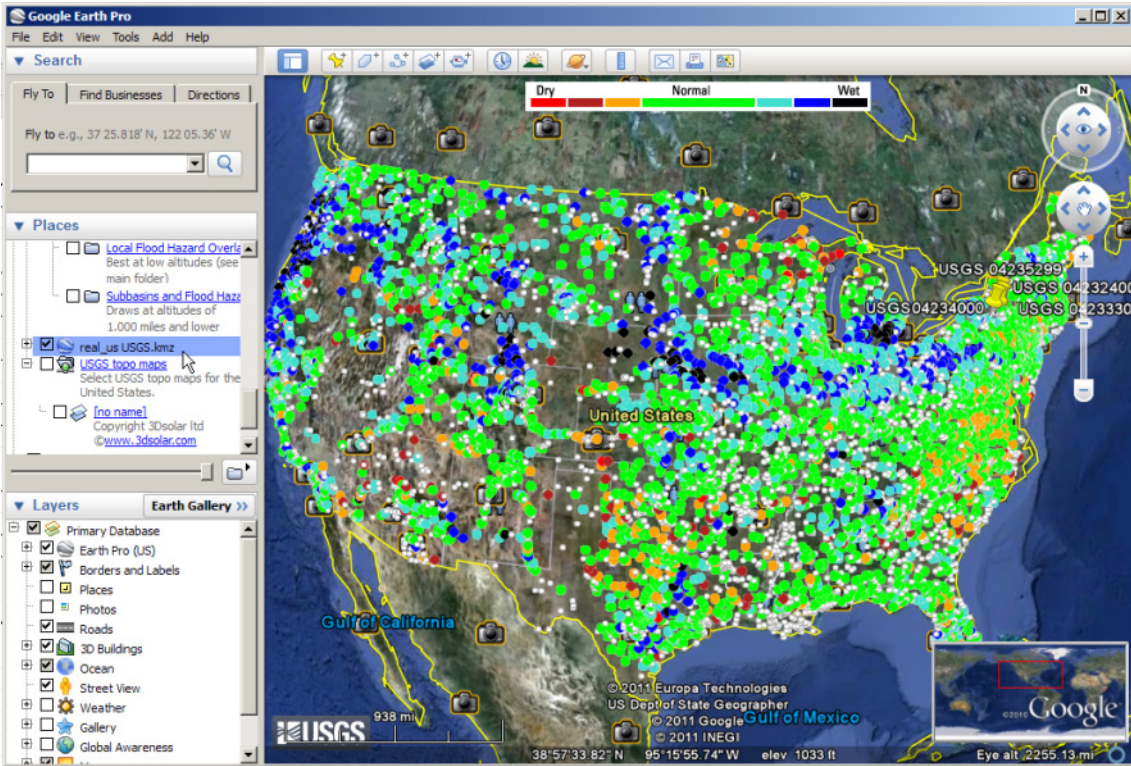 Google Earth Pro
File Edit View Tools Add Help
Search
Fly To Find Businesses Directions
Fly to e.g., 37 25.818' N, 122 05.36' W
Places
Local Flood Hazard Overla
Best at low altitudes (see
main folder)
Subbasins and Flood Haza
Draws at altitudes of
1.000 miles and lower
real_us USGS.kmz
USGS topo maps
Select USGS topo maps for the
United States.
[no name]
Copyright 3Dsolar ltd
©www.3dsolar.com
Layers Earth Gallery >>
Primary Database
Earth Pro (US)
Borders and Labels
Places
Photos
Roads
3D Buildings
Ocean
Street View
Weather
Gallery
Global Awareness
Dry Normal Wet
N
USGS 04235299
USGS 0423240
USGS 04234000 USGS 0423330
United States
Gulf of California
© 2011 Europa Technologies
US Dept of State Geographer
© 2011 Google
Gulf of Mexico
© 2011 INEGI
USGS
938 mi
38°57'33.82" N 95°15'55.74" W elev 1033 ft
©2010 Google
Eye alt 2255.13 mi